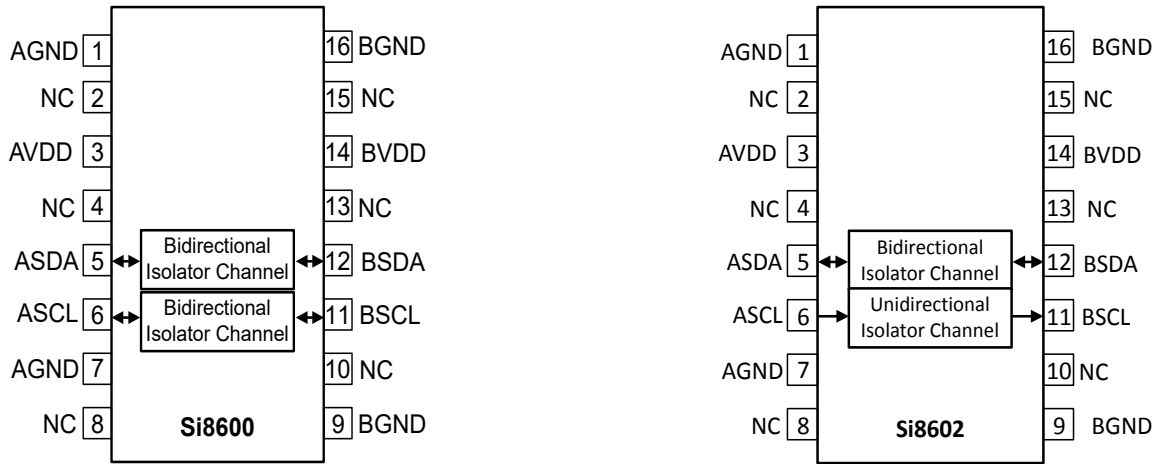 AGND 1 16 BGND
NC 2 15 NC
AVDD 3 14 BVDD
NC 4 13 NC
ASDA 5 Bidirectional Isolator Channel 12 BSDA
ASCL 6 Bidirectional Isolator Channel 11 BSCL
AGND 7 10 NC
NC 8 Si8600 9 BGND
AGND 1 16 BGND
NC 2 15 NC
AVDD 3 14 BVDD
NC 4 13 NC
ASDA 5 Bidirectional Isolator Channel 12 BSDA
ASCL 6 Unidirectional Isolator Channel 11 BSCL
AGND 7 10 NC
NC 8 Si8602 9 BGND